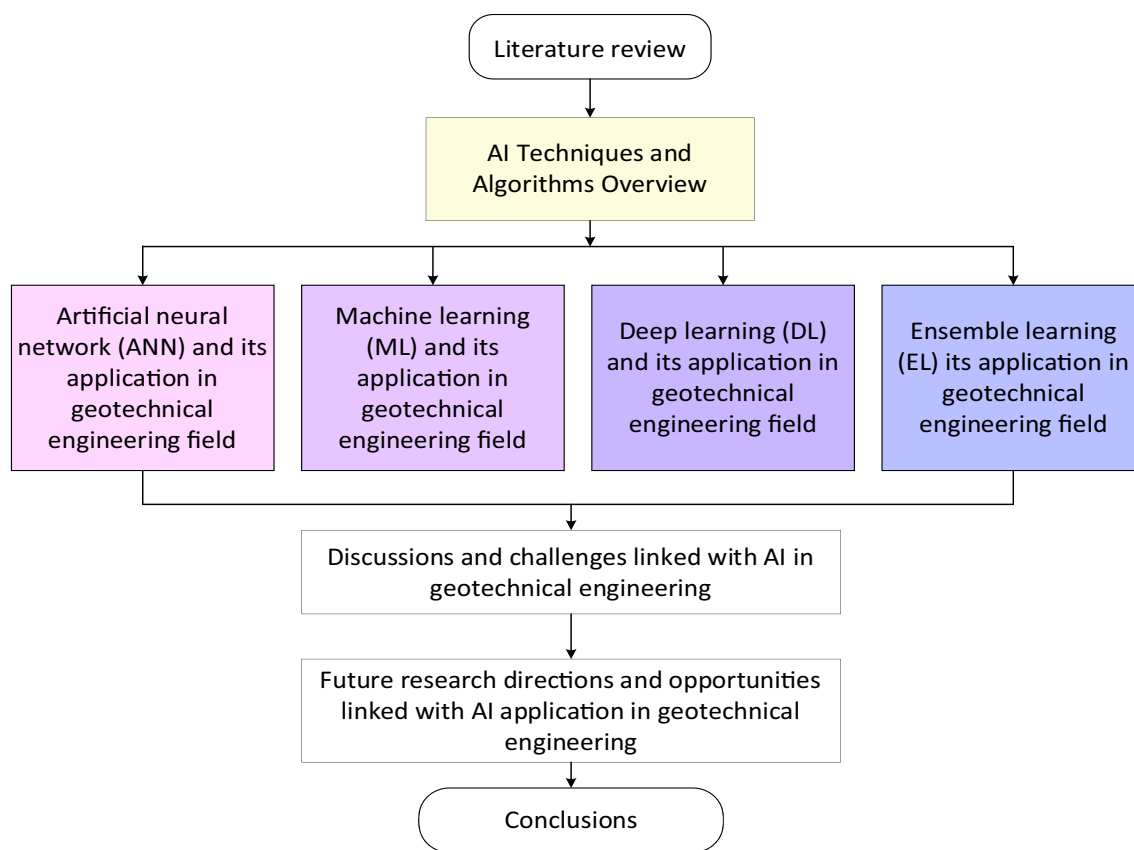 Literature review
AI Techniques and
Algorithms Overview
Artificial neural
network (ANN) and its
application in
geotechnical
engineering field
Machine learning
(ML) and its
application in
geotechnical
engineering field
Deep learning (DL)
and its application in
geotechnical
engineering field
Ensemble learning
(EL) its application in
geotechnical
engineering field
Discussions and challenges linked with AI in
geotechnical engineering
Future research directions and opportunities
linked with AI application in geotechnical
engineering
Conclusions